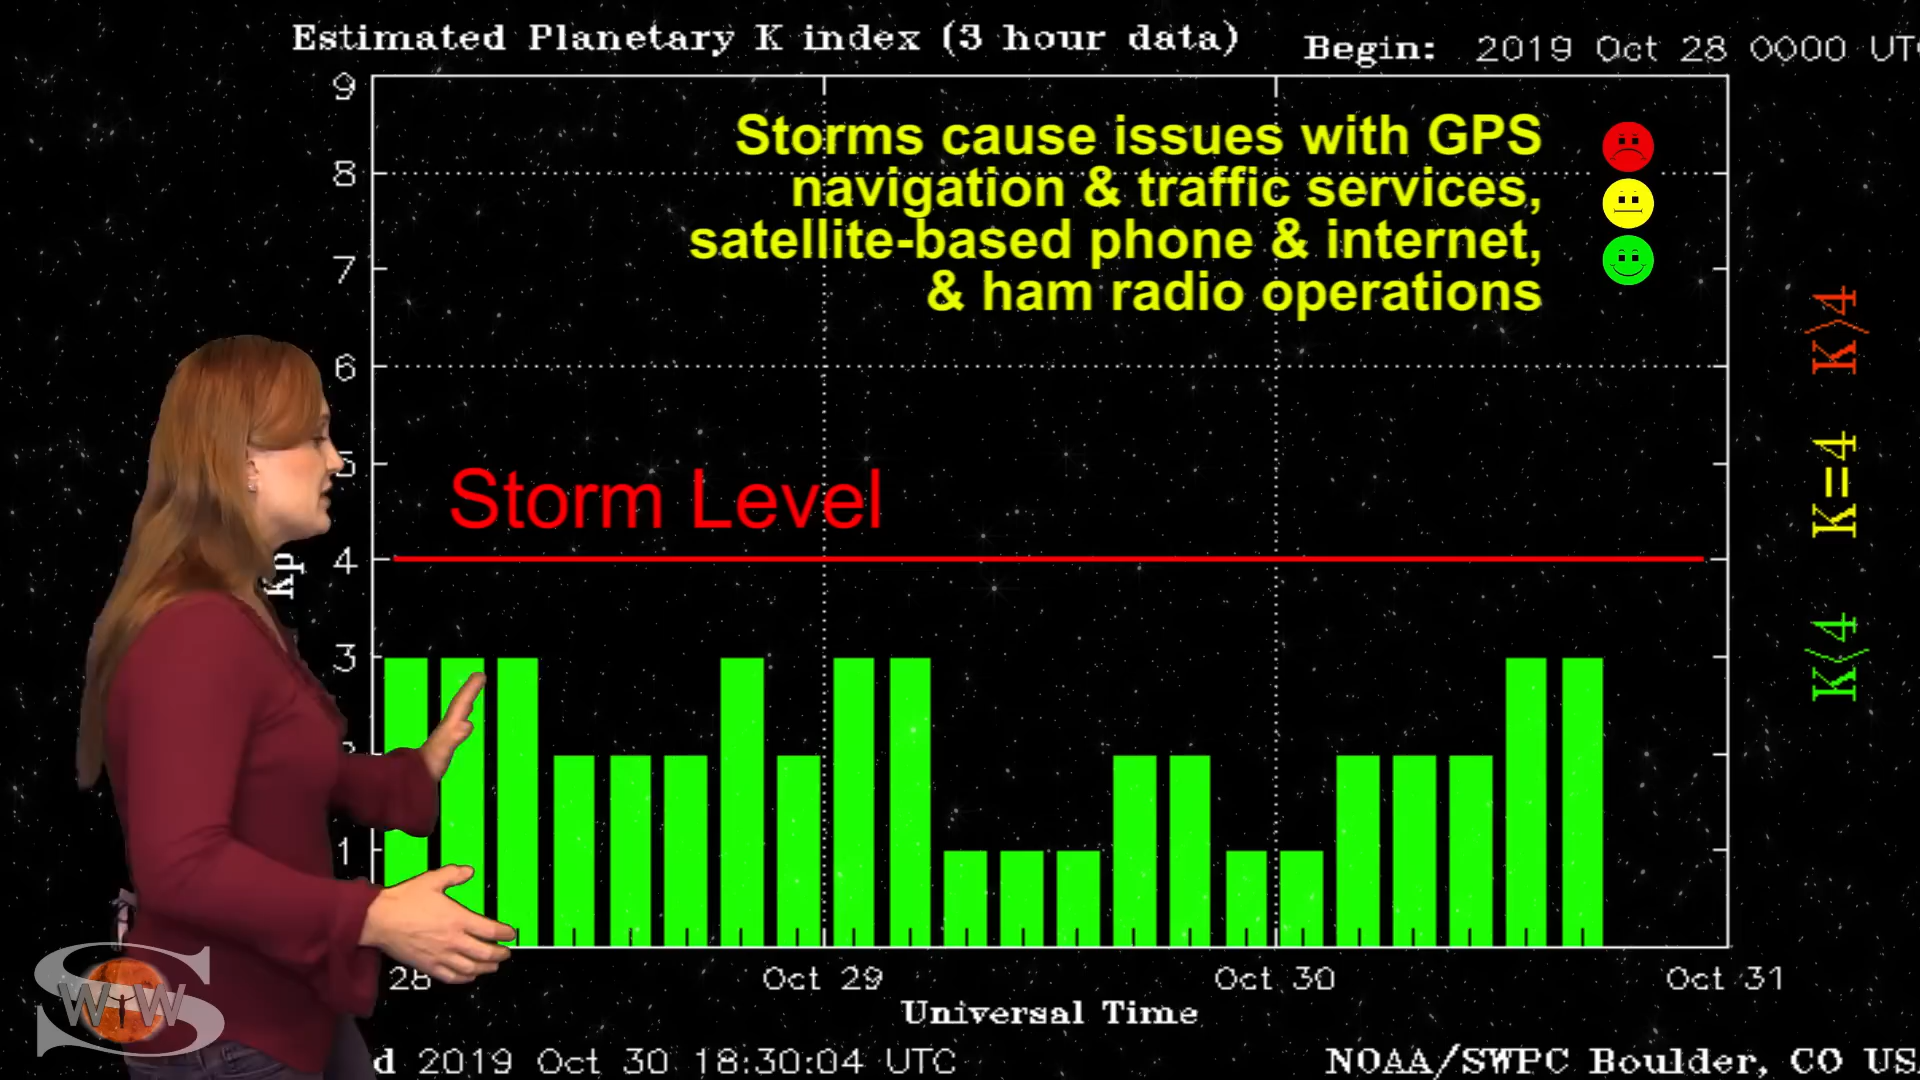 Estimated Planetary K index (3 hour data)
Begin: 2019 Oct 28 0000 UTC
9
8
7
6
5
4
3
2
1
Kp
Storms cause issues with GPS
navigation & traffic services,
satellite-based phone & internet,
& ham radio operations
Storm Level
K>4
K=4
K<4
28
Oct 29
Oct 30
Oct 31
Universal Time
d 2019 Oct 30 18:30:04 UTC
NOAA/SWPC Boulder, CO US
SWW